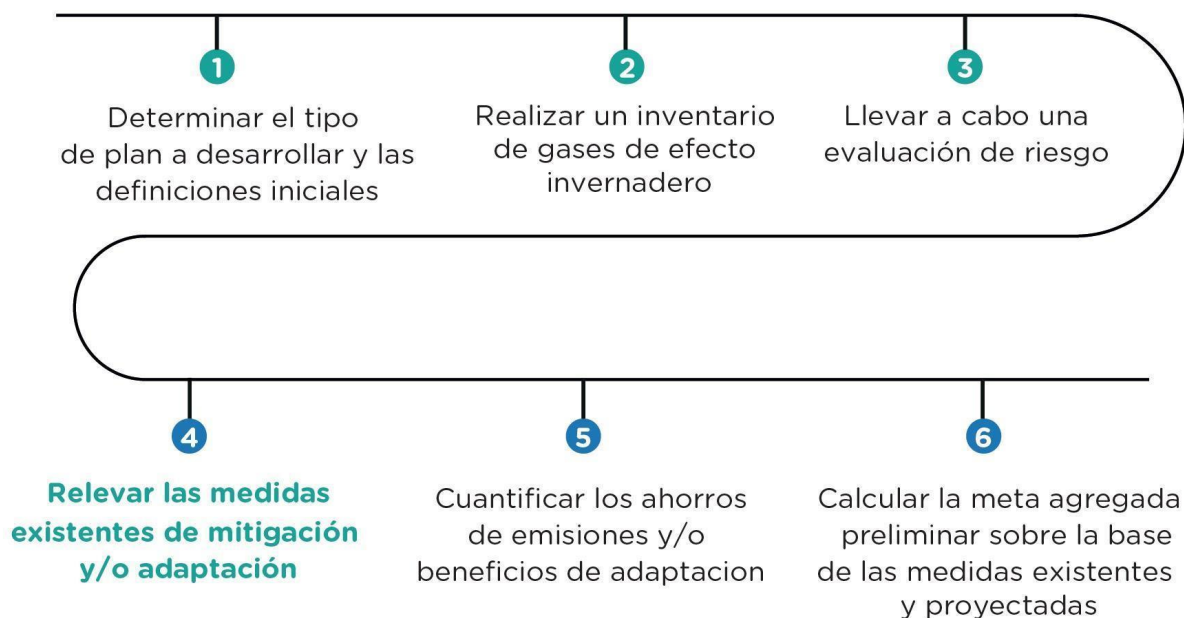 1
Determinar el tipo
de plan a desarrollar y las
definiciones iniciales
2
Realizar un inventario
de gases de efecto
invernadero
3
Llevar a cabo una
evaluación de riesgo
4
Relevar las medidas
existentes de mitigación
y/o adaptación
5
Cuantificar los ahorros
de emisiones y/o
beneficios de adaptacion
6
Calcular la meta agregada
preliminar sobre la base
de las medidas existentes
y proyectadas